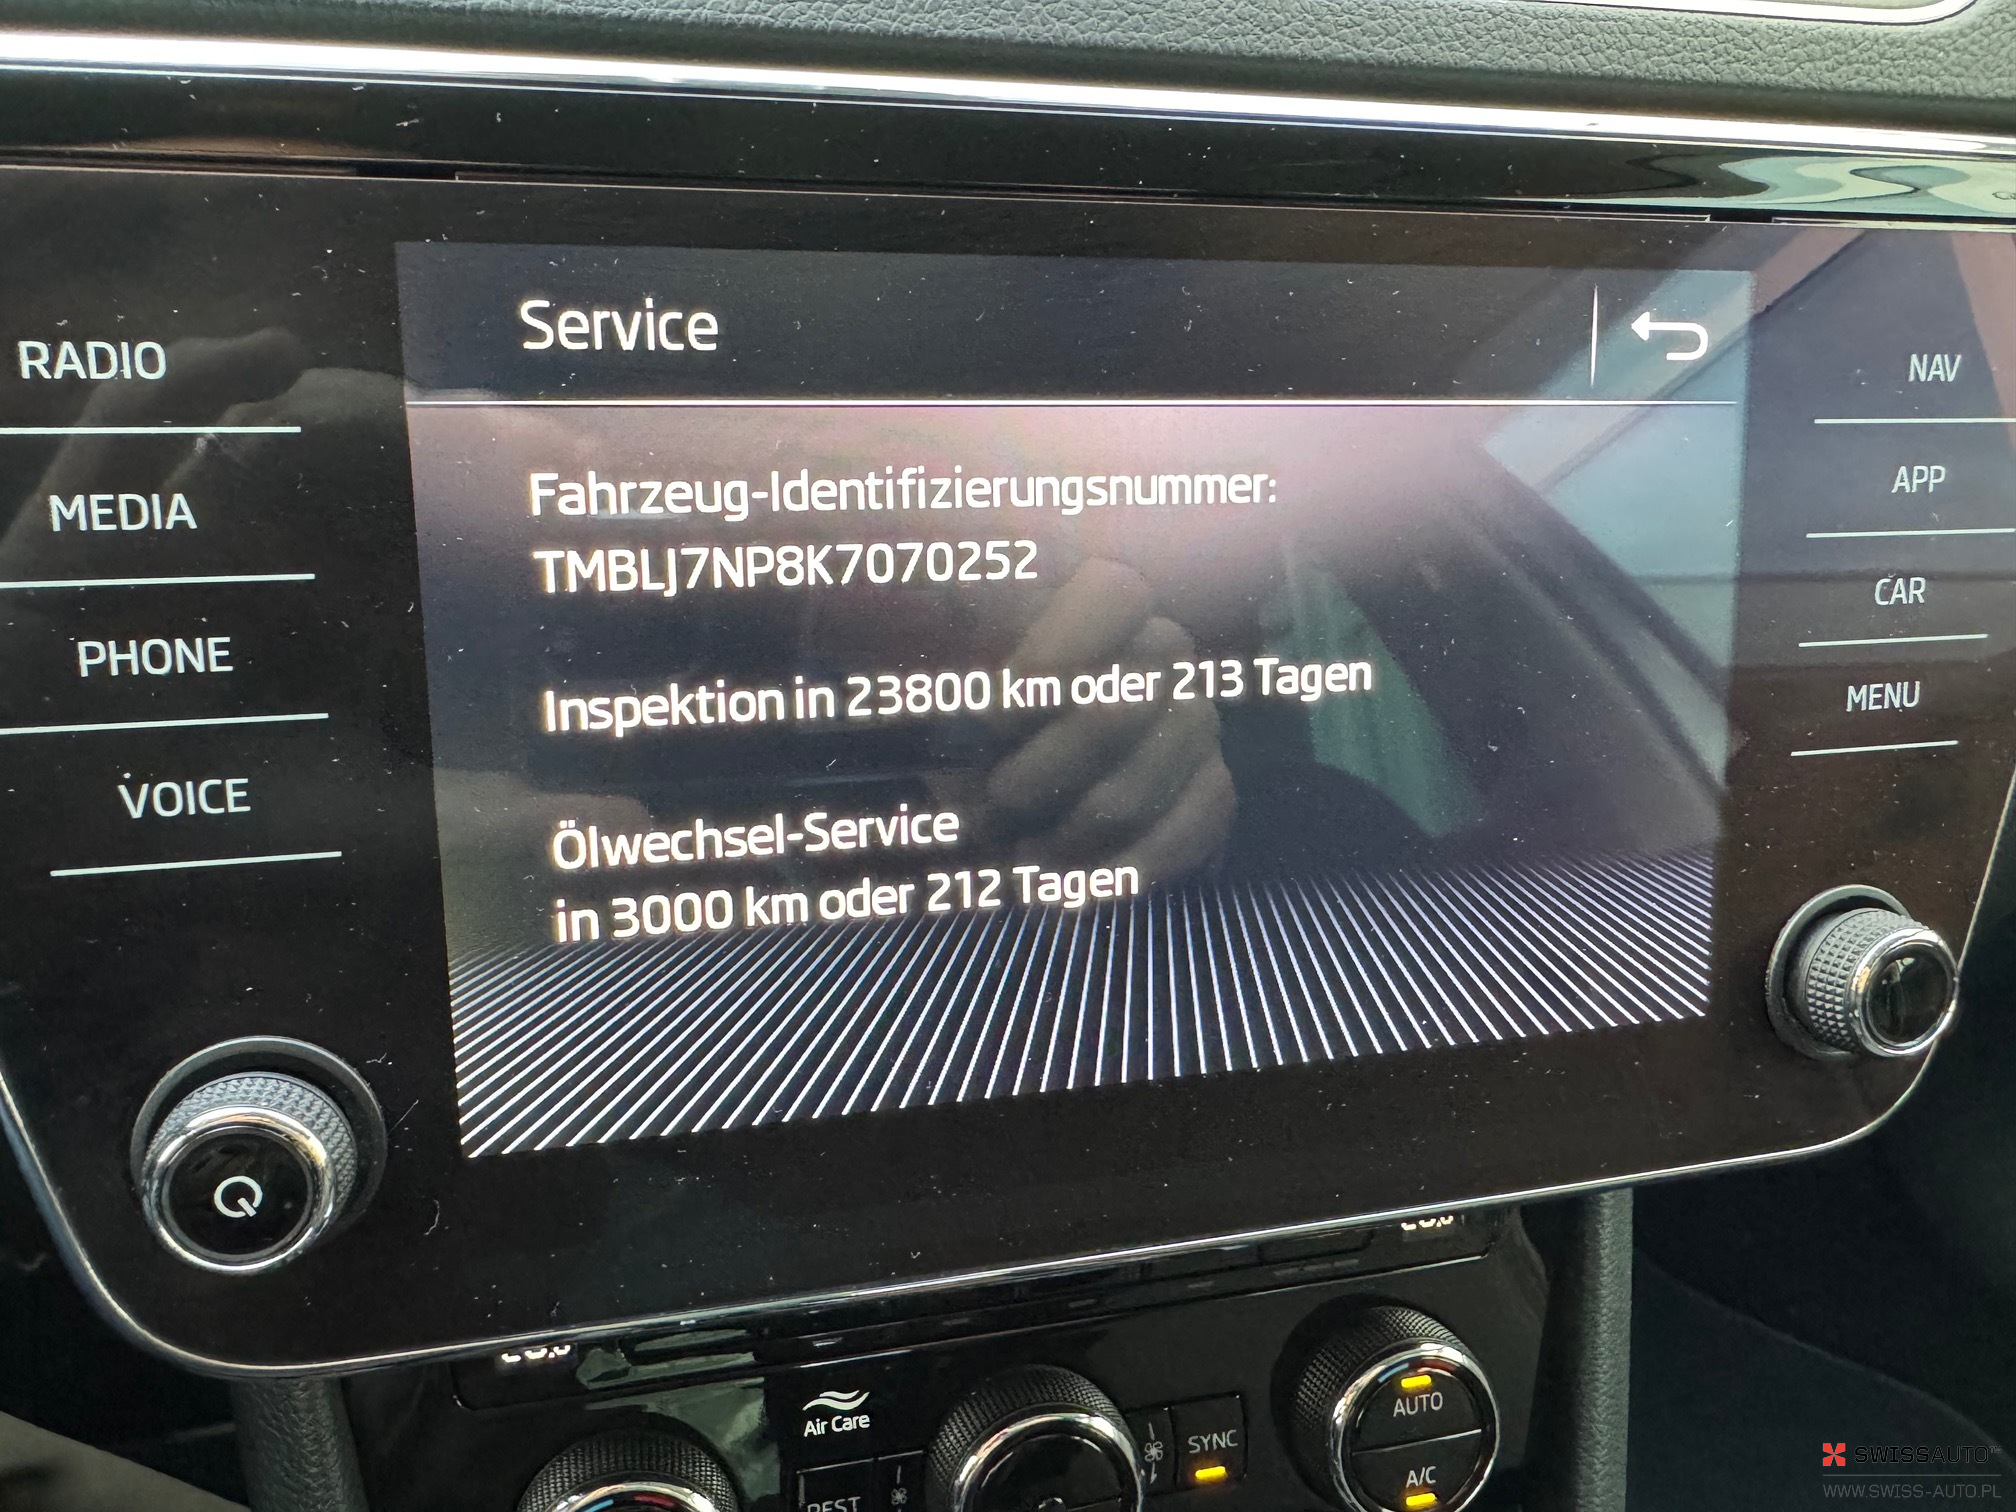 Service
RADIO
MEDIA
PHONE
VOICE
Fahrzeug-Identifizierungsnummer:
TMBLJ7NP8K7070252
Inspektion in 23800 km oder 213 Tagen
Ölwechsel-Service
in 3000 km oder 212 Tagen
NAV
APP
CAR
MENU
Air Care
REST
SYNC
AUTO
A/C
SWISSAUTO
WWW.SWISS-AUTO.PL